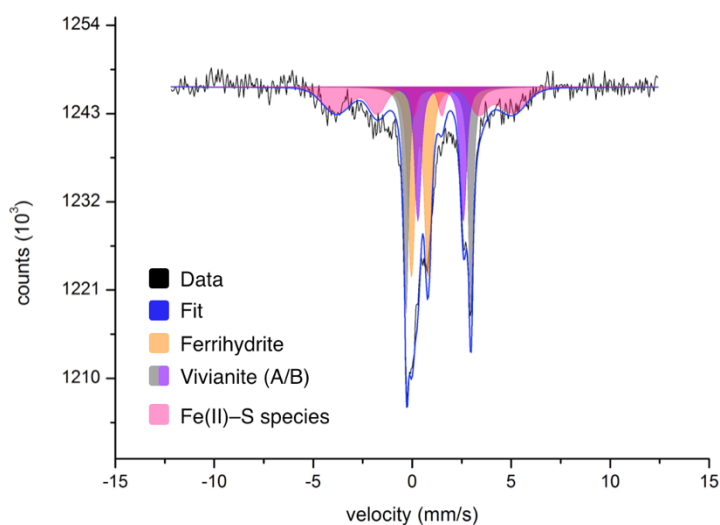 1254
1243
1232
1221
1210
counts (10³)
Data
Fit
Ferrihydrite
Vivianite (A/B)
Fe(II)–S species
-15
-10
-5
0
5
10
15
velocity (mm/s)